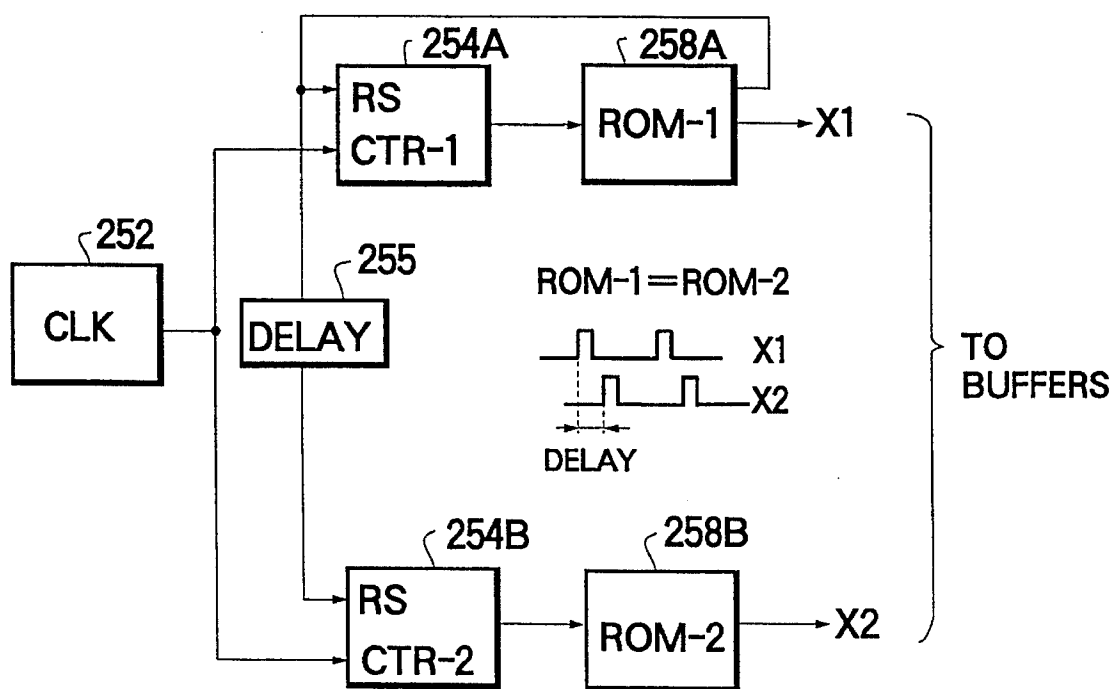 254A
258A
RS
CTR-1
ROM-1
X1
252
CLK
255
DELAY
ROM-1=ROM-2
X1
X2
DELAY
TO
BUFFERS
254B
258B
RS
CTR-2
ROM-2
X2